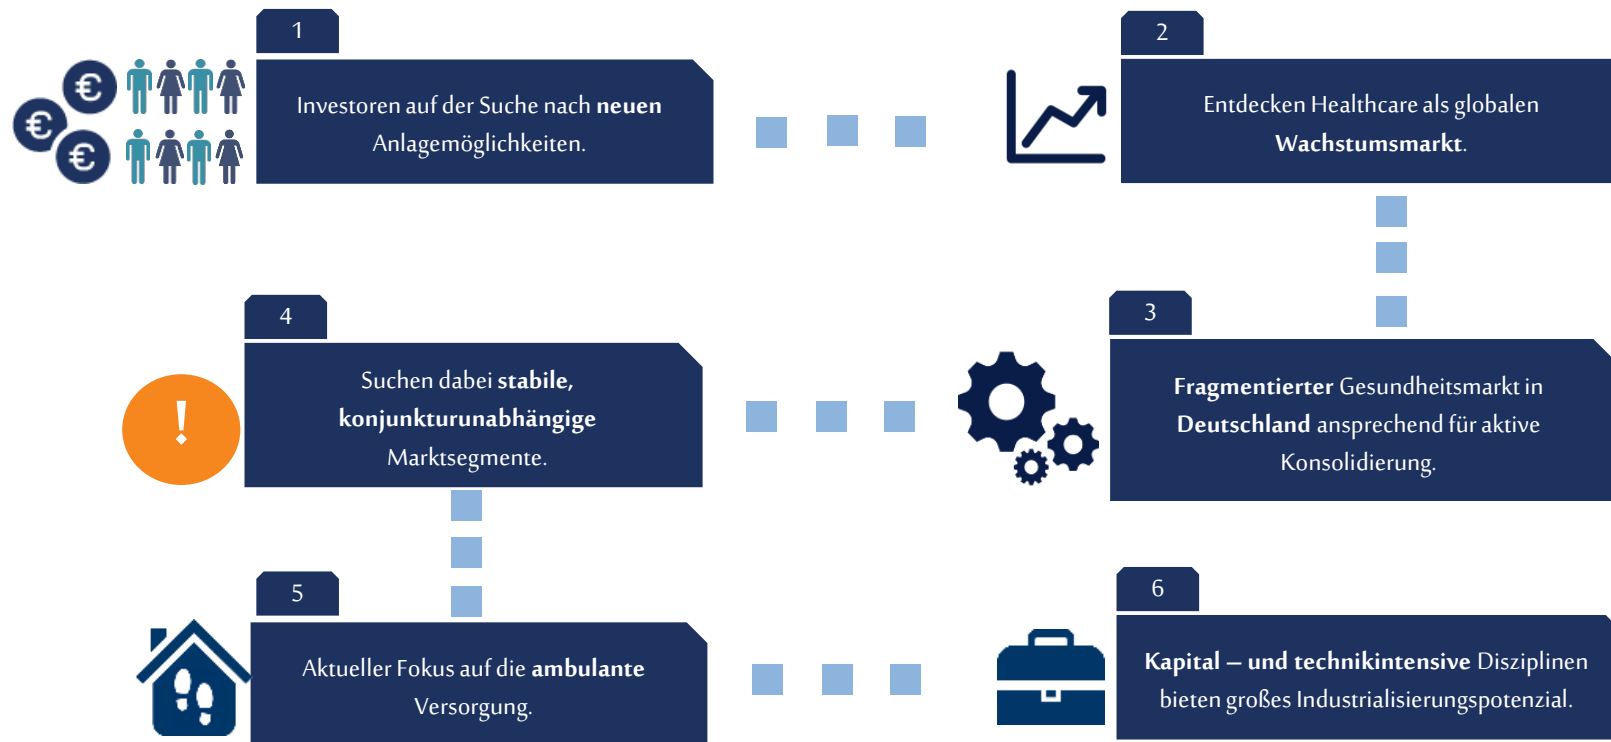 1
Investoren auf der Suche nach neuen
Anlagemöglichkeiten.
2
Entdecken Healthcare als globalen
Wachstumsmarkt.
3
Fragmentierter Gesundheitsmarkt in
Deutschland ansprechend für aktive
Konsolidierung.
4
Suchen dabei stabile,
konjunkturunabhängige
Marktsegmente.
!
5
Aktueller Fokus auf die ambulante
Versorgung.
6
Kapital – und technikintensive Disziplinen
bieten großes Industrialisierungspotenzial.
€
€
€